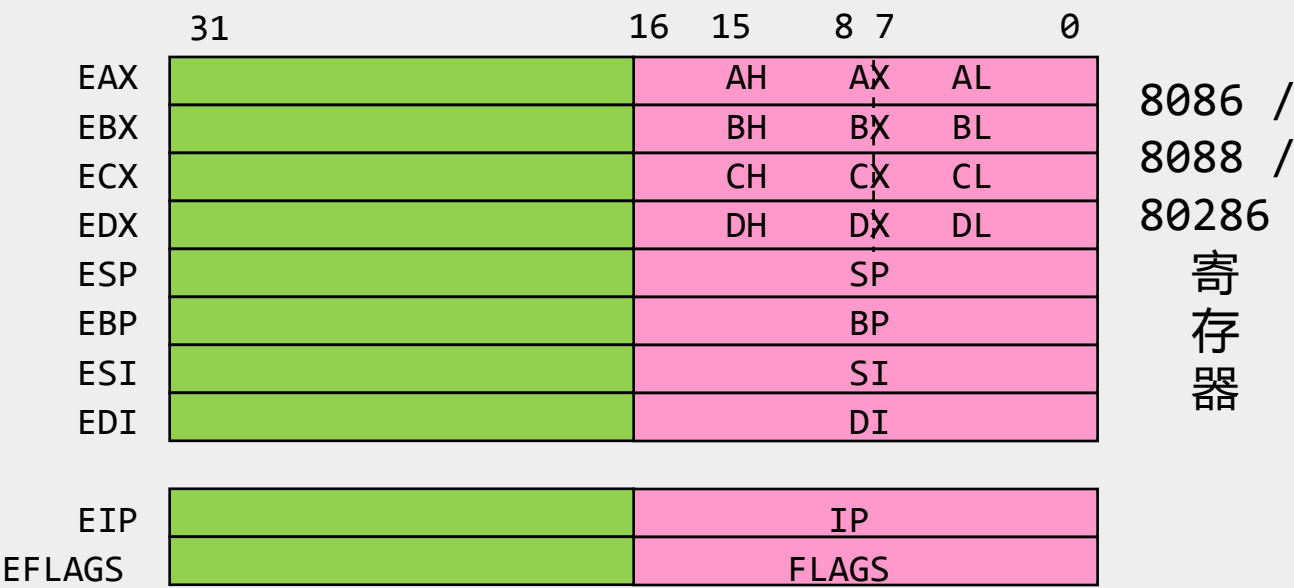 31 16 15 8 7 0
EAX AH AX AL
EBX BH BX BL
ECX CH CX CL
EDX DH DX DL
ESP SP
EBP BP
ESI SI
EDI DI
EIP IP
EFLAGS FLAGS
8086 /
8088 /
80286
寄
存
器